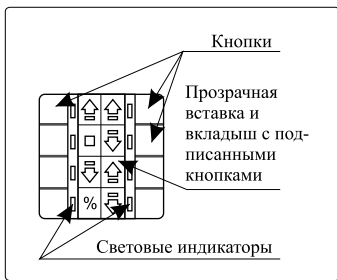 Кнопки
Прозрачная
вставка и
вкладыш с под-
писанными
кнопками
%
Световые индикаторы